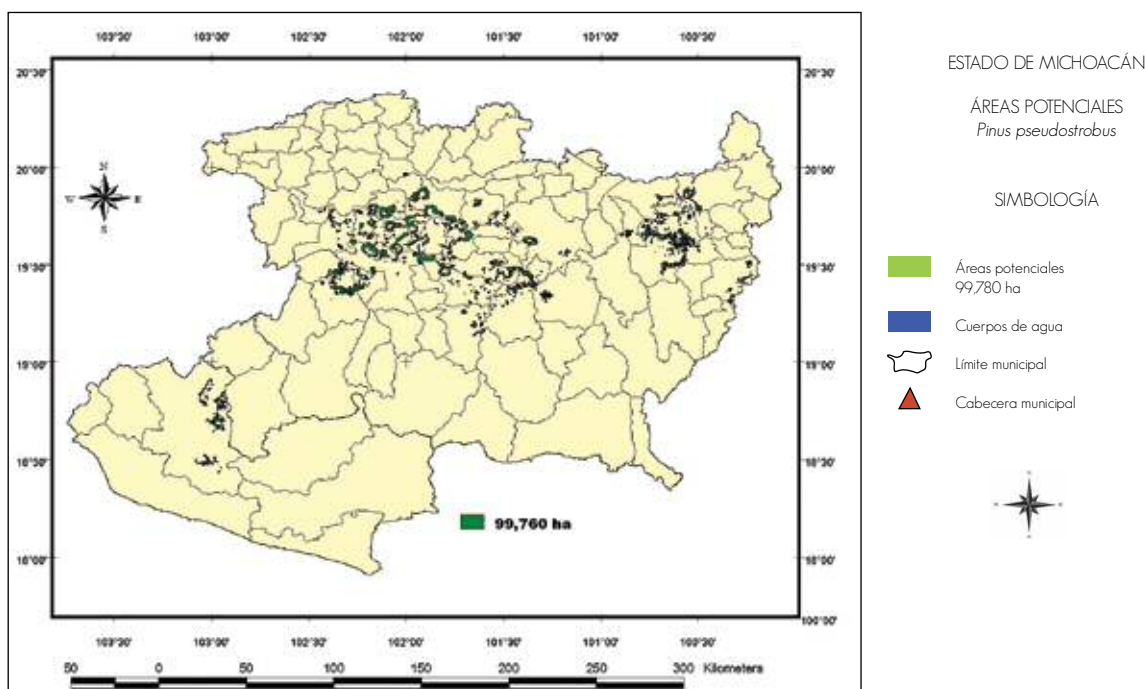 103°30' 103°00' 102°30' 102°00' 101°30' 101°00' 100°30'
20°30' 20°30'
20°00' 20°00'
N
W E
S
19°30' 19°30'
19°00' 19°00'
18°30' 18°30'
18°00' 18°00'
99,760 ha
100°00'
103°30' 103°00' 102°30' 102°00' 101°30' 101°00' 100°30'
50 0 50 100 150 200 250 300 Kilometers
ESTADO DE MICHOACÁN
ÁREAS POTENCIALES
Pinus pseudostrobus
SIMBOLOGÍA
Áreas potenciales
99,780 ha
Cuerpos de agua
Límite municipal
Cabecera municipal